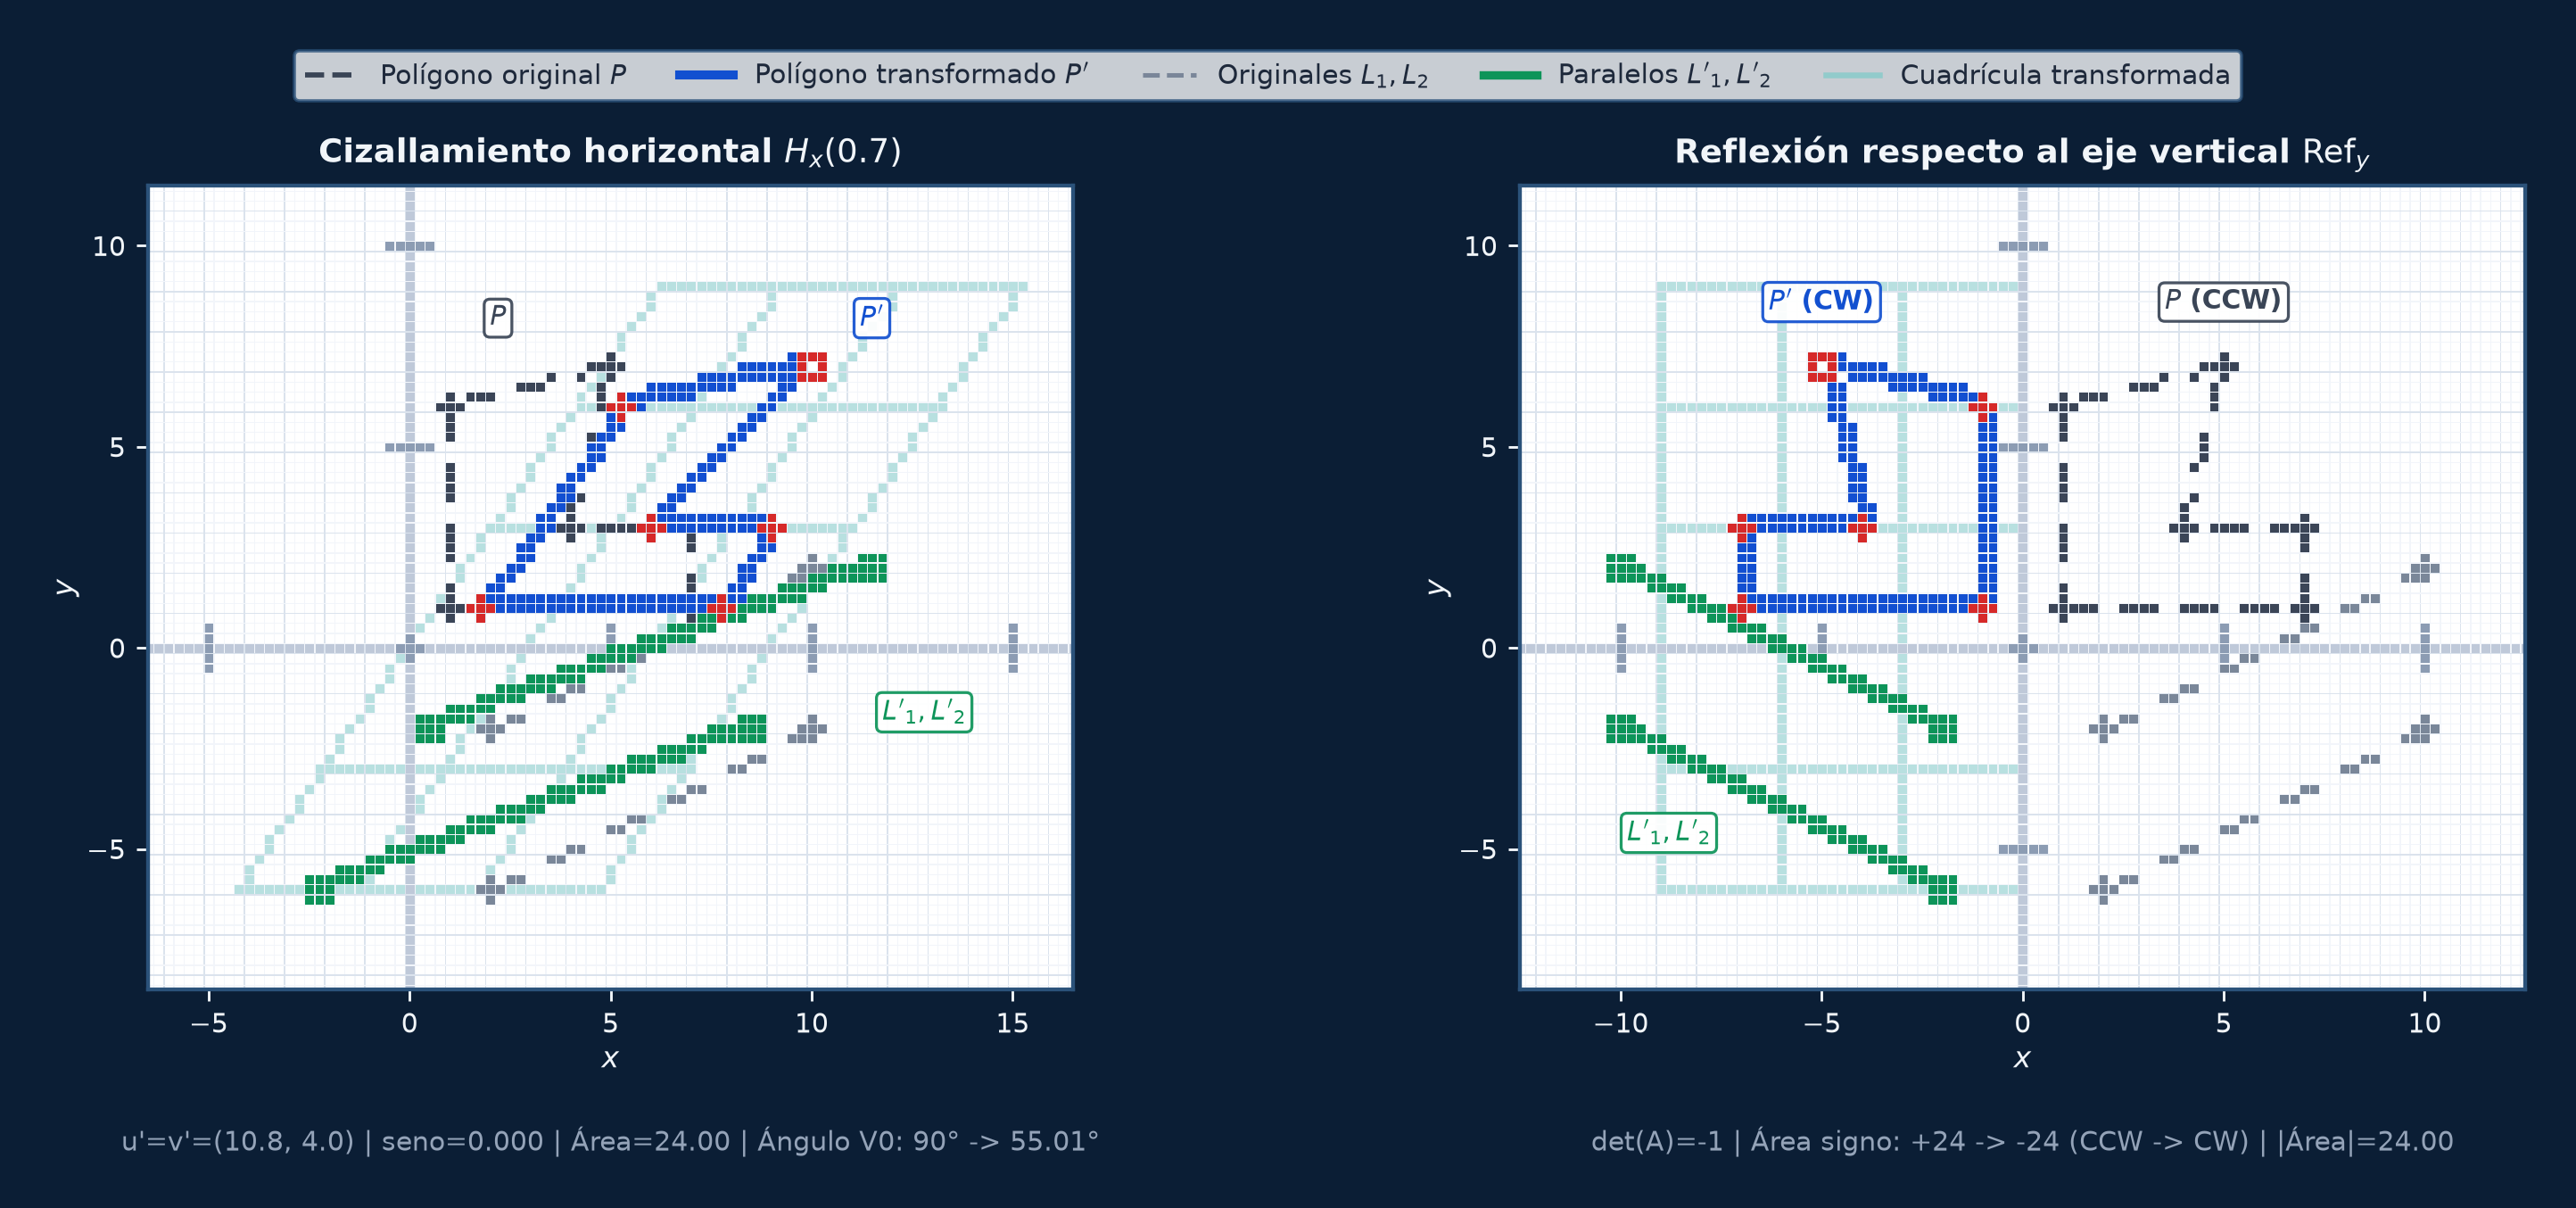 Polígono original P   Polígono transformado P′   Originales L₁, L₂   Paralelos L′₁, L′₂   Cuadrícula transformada
Cizallamiento horizontal Hₓ(0.7)
10
5
0
−5
y
P
P′
L′₁, L′₂
−5 0 5 10 15
x
u'=v'=(10.8, 4.0) | seno=0.000 | Área=24.00 | Ángulo V0: 90° -> 55.01°
Reflexión respecto al eje vertical Ref_y
10
5
0
−5
y
P′ (CW)
P (CCW)
L′₁, L′₂
−10 −5 0 5 10
x
det(A)=-1 | Área signo: +24 -> -24 (CCW -> CW) | |Área|=24.00